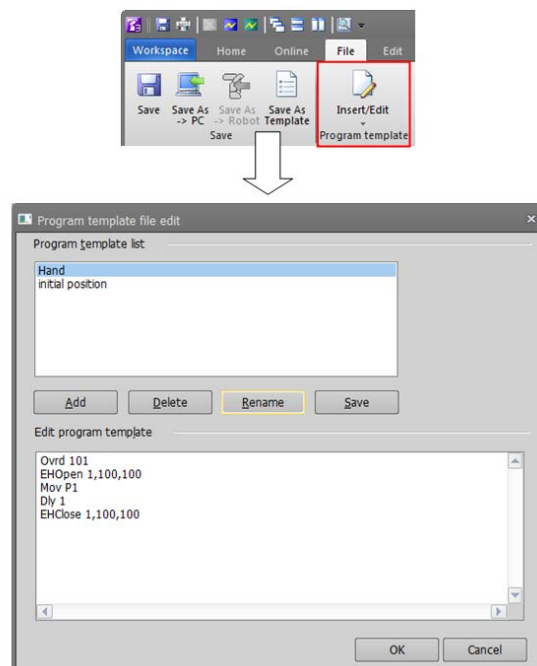 Workspace Home Online File Edit
Save Save As -> PC Save As -> Robot Save As Template Insert/Edit
Save Program template
Program template file edit
Program template list
Hand
initial position
Add Delete Rename Save
Edit program template
Ovrd 101
EHOpen 1,100,100
Mov P1
Dly 1
EHClose 1,100,100
OK Cancel